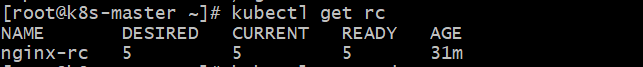 [root@k8s-master ~]# kubectl get rc
NAME DESIRED CURRENT READY AGE
nginx-rc 5 5 5 31m